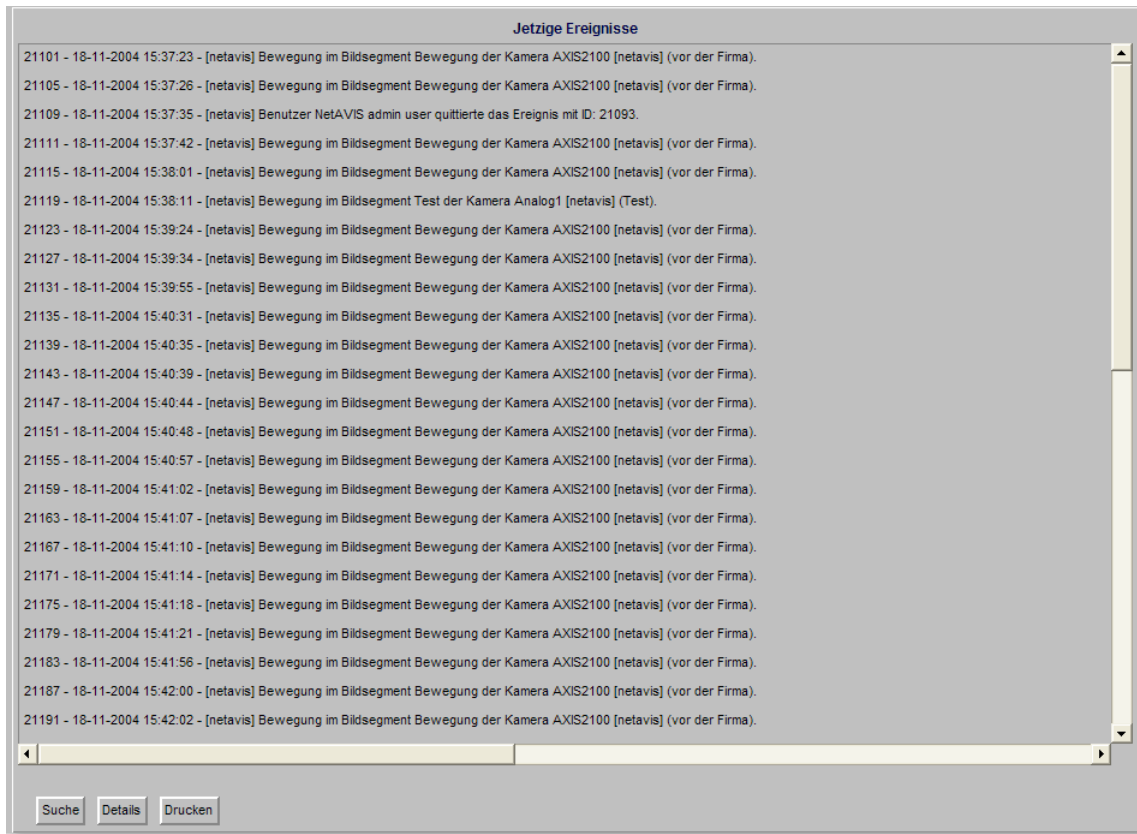 Jetzige Ereignisse
21101 - 18-11-2004 15:37:23 - [netavis] Bewegung im Bildsegment Bewegung der Kamera AXIS2100 [netavis] (vor der Firma).
21105 - 18-11-2004 15:37:26 - [netavis] Bewegung im Bildsegment Bewegung der Kamera AXIS2100 [netavis] (vor der Firma).
21109 - 18-11-2004 15:37:35 - [netavis] Benutzer NetAVIS admin user quittierte das Ereignis mit ID: 21093.
21111 - 18-11-2004 15:37:42 - [netavis] Bewegung im Bildsegment Bewegung der Kamera AXIS2100 [netavis] (vor der Firma).
21115 - 18-11-2004 15:38:01 - [netavis] Bewegung im Bildsegment Bewegung der Kamera AXIS2100 [netavis] (vor der Firma).
21119 - 18-11-2004 15:38:11 - [netavis] Bewegung im Bildsegment Test der Kamera Analog1 [netavis] (Test).
21123 - 18-11-2004 15:39:24 - [netavis] Bewegung im Bildsegment Bewegung der Kamera AXIS2100 [netavis] (vor der Firma).
21127 - 18-11-2004 15:39:34 - [netavis] Bewegung im Bildsegment Bewegung der Kamera AXIS2100 [netavis] (vor der Firma).
21131 - 18-11-2004 15:39:55 - [netavis] Bewegung im Bildsegment Bewegung der Kamera AXIS2100 [netavis] (vor der Firma).
21135 - 18-11-2004 15:40:31 - [netavis] Bewegung im Bildsegment Bewegung der Kamera AXIS2100 [netavis] (vor der Firma).
21139 - 18-11-2004 15:40:35 - [netavis] Bewegung im Bildsegment Bewegung der Kamera AXIS2100 [netavis] (vor der Firma).
21143 - 18-11-2004 15:40:39 - [netavis] Bewegung im Bildsegment Bewegung der Kamera AXIS2100 [netavis] (vor der Firma).
21147 - 18-11-2004 15:40:44 - [netavis] Bewegung im Bildsegment Bewegung der Kamera AXIS2100 [netavis] (vor der Firma).
21151 - 18-11-2004 15:40:48 - [netavis] Bewegung im Bildsegment Bewegung der Kamera AXIS2100 [netavis] (vor der Firma).
21155 - 18-11-2004 15:40:57 - [netavis] Bewegung im Bildsegment Bewegung der Kamera AXIS2100 [netavis] (vor der Firma).
21159 - 18-11-2004 15:41:02 - [netavis] Bewegung im Bildsegment Bewegung der Kamera AXIS2100 [netavis] (vor der Firma).
21163 - 18-11-2004 15:41:07 - [netavis] Bewegung im Bildsegment Bewegung der Kamera AXIS2100 [netavis] (vor der Firma).
21167 - 18-11-2004 15:41:10 - [netavis] Bewegung im Bildsegment Bewegung der Kamera AXIS2100 [netavis] (vor der Firma).
21171 - 18-11-2004 15:41:14 - [netavis] Bewegung im Bildsegment Bewegung der Kamera AXIS2100 [netavis] (vor der Firma).
21175 - 18-11-2004 15:41:18 - [netavis] Bewegung im Bildsegment Bewegung der Kamera AXIS2100 [netavis] (vor der Firma).
21179 - 18-11-2004 15:41:21 - [netavis] Bewegung im Bildsegment Bewegung der Kamera AXIS2100 [netavis] (vor der Firma).
21183 - 18-11-2004 15:41:56 - [netavis] Bewegung im Bildsegment Bewegung der Kamera AXIS2100 [netavis] (vor der Firma).
21187 - 18-11-2004 15:42:00 - [netavis] Bewegung im Bildsegment Bewegung der Kamera AXIS2100 [netavis] (vor der Firma).
21191 - 18-11-2004 15:42:02 - [netavis] Bewegung im Bildsegment Bewegung der Kamera AXIS2100 [netavis] (vor der Firma).
Suche Details Drucken